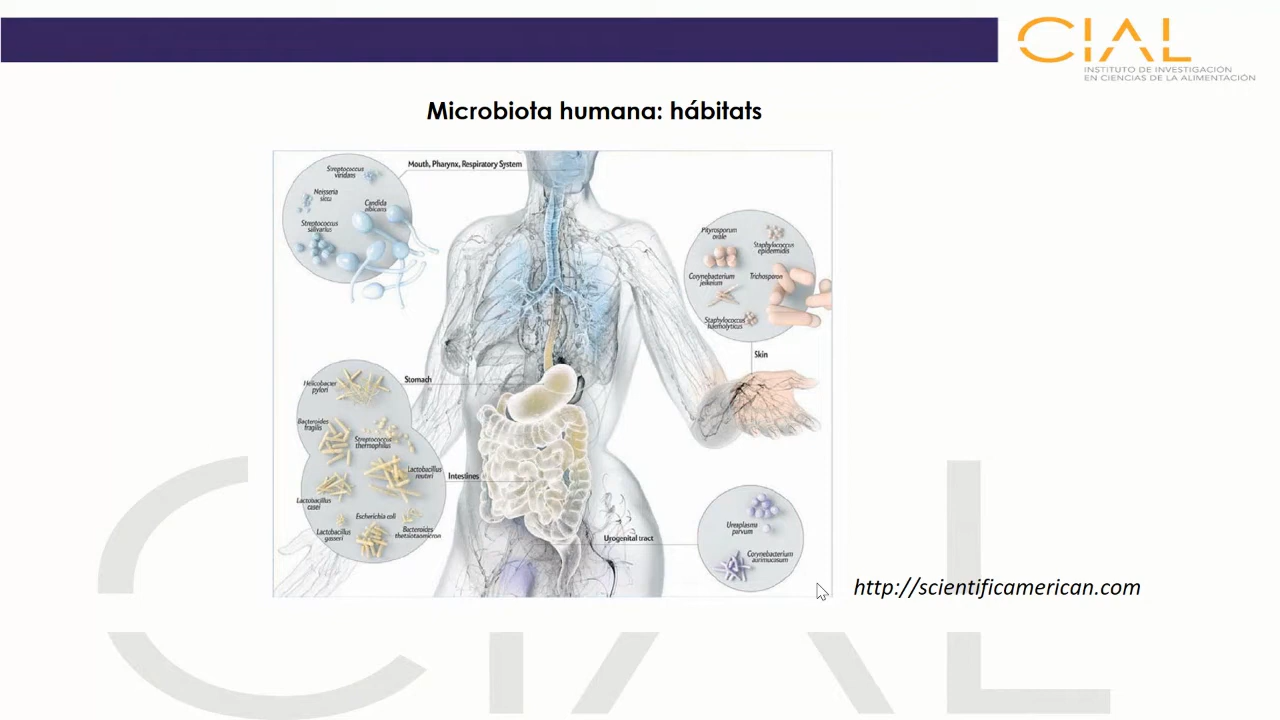 CIAL
INSTITUTO DE INVESTIGACIÓN
EN CIENCIAS DE LA ALIMENTACIÓN
Microbiota humana: hábitats
Mouth, Pharynx, Respiratory System
Streptococcus
viridans
Neisseria
sicca
Candida
albicans
Streptococcus
salivarius
Pityrosporum
ovale
Staphylococcus
epidermidis
Corynebacterium
jeikeium
Trichosporon
Staphylococcus
haemolyticus
Skin
Stomach
Helicobacter
pylori
Bacteroides
fragilis
Streptococcus
thermophilus
Lactobacillus
reuteri
Intestines
Lactobacillus
casei
Escherichia coli
Lactobacillus
gasseri
Bacteroides
thetaiotaomicron
Urogenital tract
Ureaplasma
parvum
Corynebacterium
aurimucosum
http://scientificamerican.com
CIAL